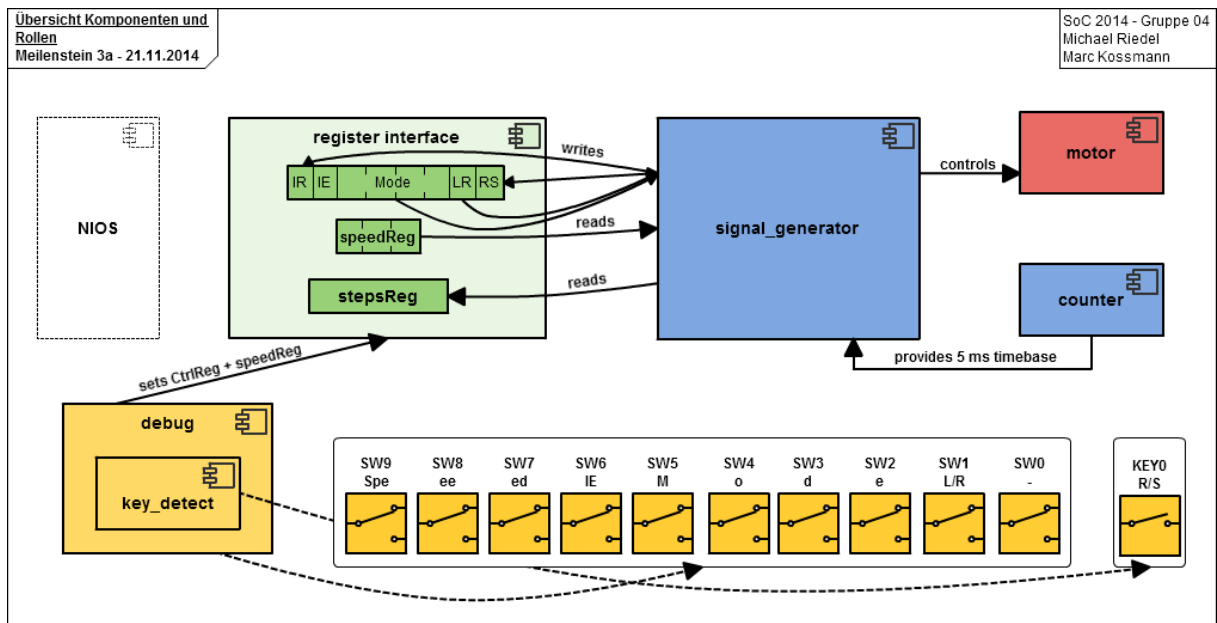 Übersicht Komponenten und
Rollen
Meilenstein 3a - 21.11.2014
SoC 2014 - Gruppe 04
Michael Riedel
Marc Kossmann
NIOS
register interface
IR IE Mode LR RS
speedReg
stepsReg
writes
reads
reads
signal_generator
controls
motor
counter
provides 5 ms timebase
sets CtrlReg + speedReg
debug
key_detect
SW9 SW8 SW7 SW6 SW5 SW4 SW3 SW2 SW1 SW0
Spe ee ed IE M o d e L/R -
KEY0
R/S